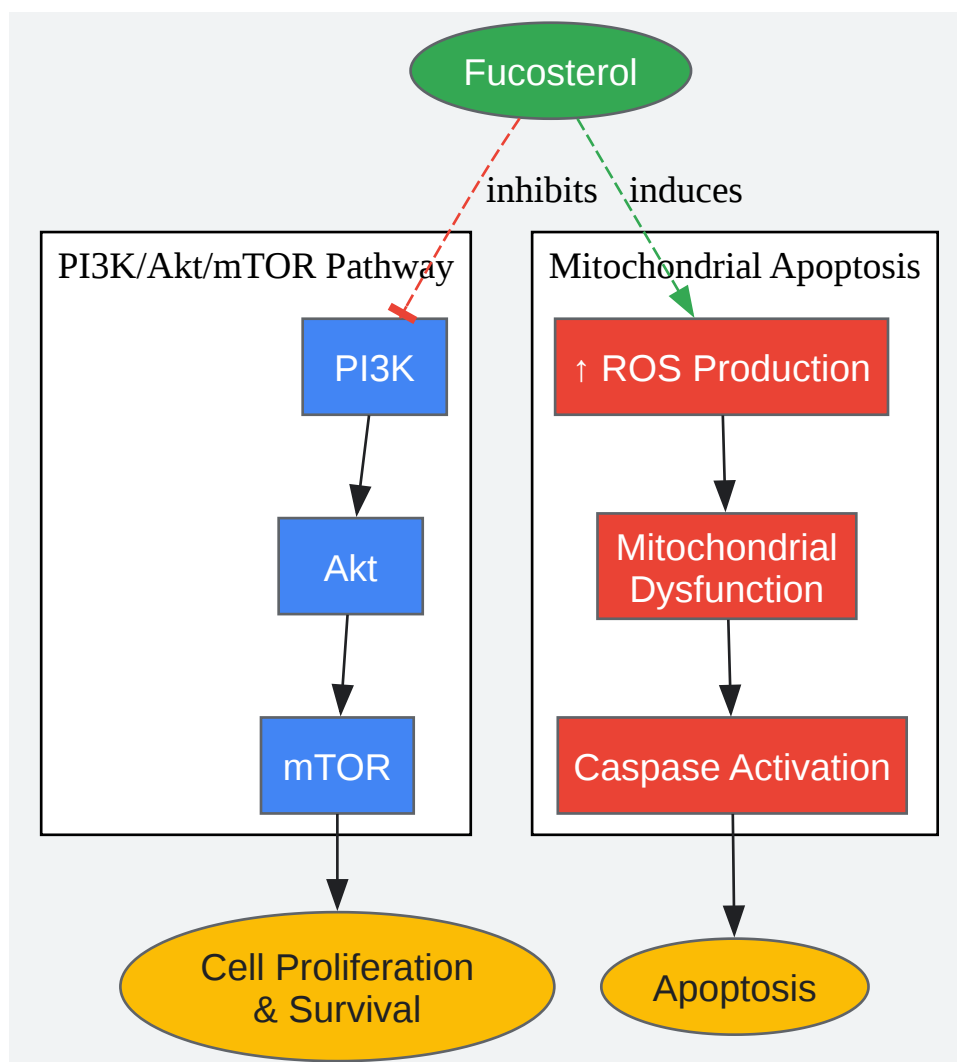 Fucosterol
inhibits
induces
PI3K/Akt/mTOR Pathway
Mitochondrial Apoptosis
PI3K
↑ ROS Production
Akt
Mitochondrial
Dysfunction
mTOR
Caspase Activation
Cell Proliferation
& Survival
Apoptosis